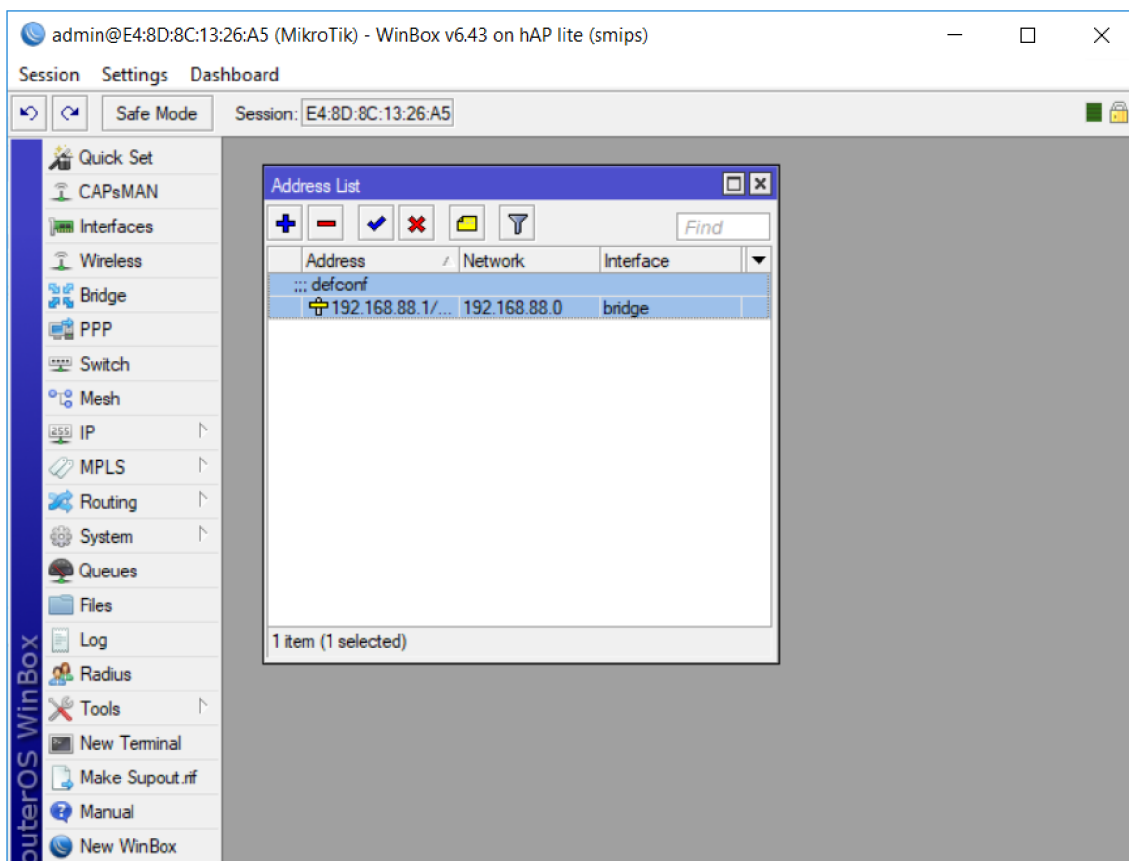 admin@E4:8D:8C:13:26:A5 (MikroTik) - WinBox v6.43 on hAP lite (smips)
Session Settings Dashboard
Safe Mode Session: E4:8D:8C:13:26:A5
Quick Set
CAPsMAN
Interfaces
Wireless
Bridge
PPP
Switch
Mesh
255 IP
MPLS
Routing
System
Queues
Files
Log
Radius
Tools
New Terminal
Make Supout.rif
Manual
New WinBox
outerOS WinBox
Address List
Find
Address Network Interface
;;; defconf
192.168.88.1/... 192.168.88.0 bridge
1 item (1 selected)